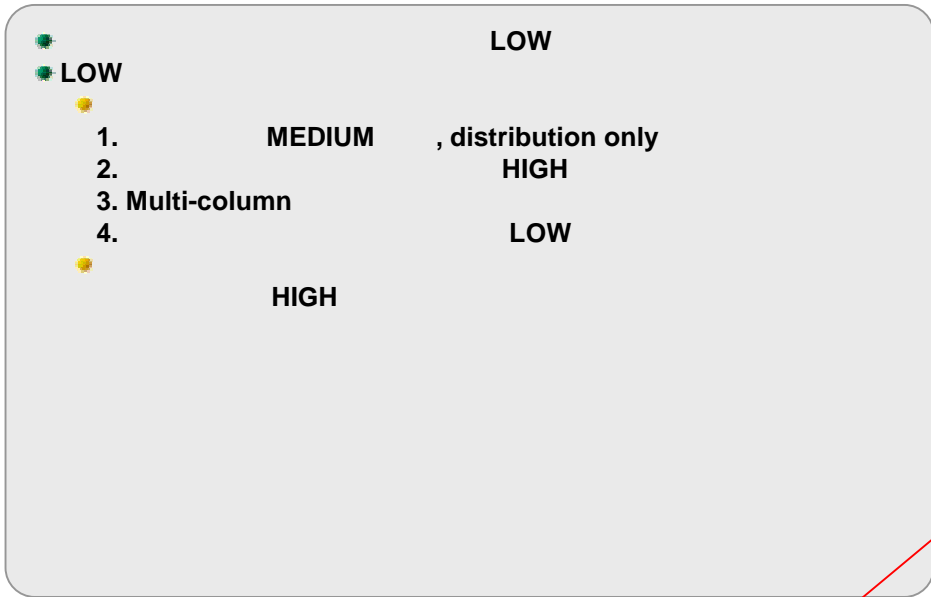 LOW
LOW
1. MEDIUM , distribution only
2. HIGH
3. Multi-column
4. LOW
HIGH